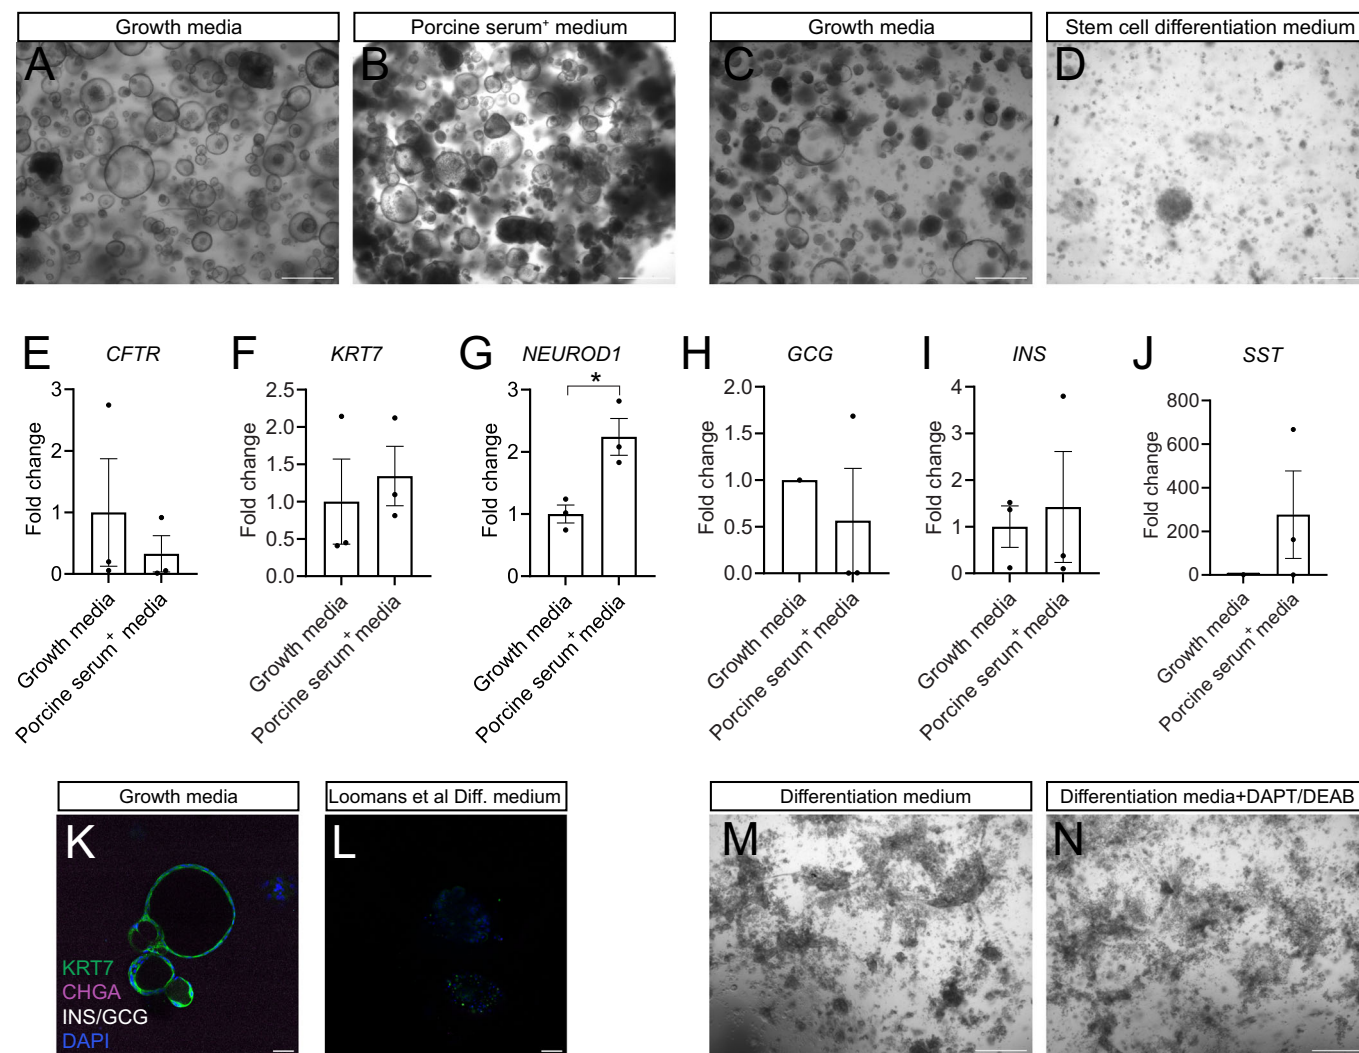 Growth media
Porcine serum+ medium
Growth media
Stem cell differentiation medium
A
B
C
D
E
CFTR
F
KRT7
G
NEUROD1
H
GCG
I
INS
J
SST
*
Fold change
3
2
1
0
Growth media
Porcine serum+ media
Fold change
2.5
2.0
1.5
1.0
0.5
0.0
Growth media
Porcine serum+ media
Fold change
3
2
1
0
Growth media
Porcine serum+ media
Fold change
2.0
1.5
1.0
0.5
0.0
Growth media
Porcine serum+ media
Fold change
4
3
2
1
0
Growth media
Porcine serum+ media
Fold change
800
600
400
200
0
Growth media
Porcine serum+ media
Growth media
Loomans et al Diff. medium
Differentiation medium
Differentiation media+DAPT/DEAB
K
L
M
N
KRT7
CHGA
INS/GCG
DAPI